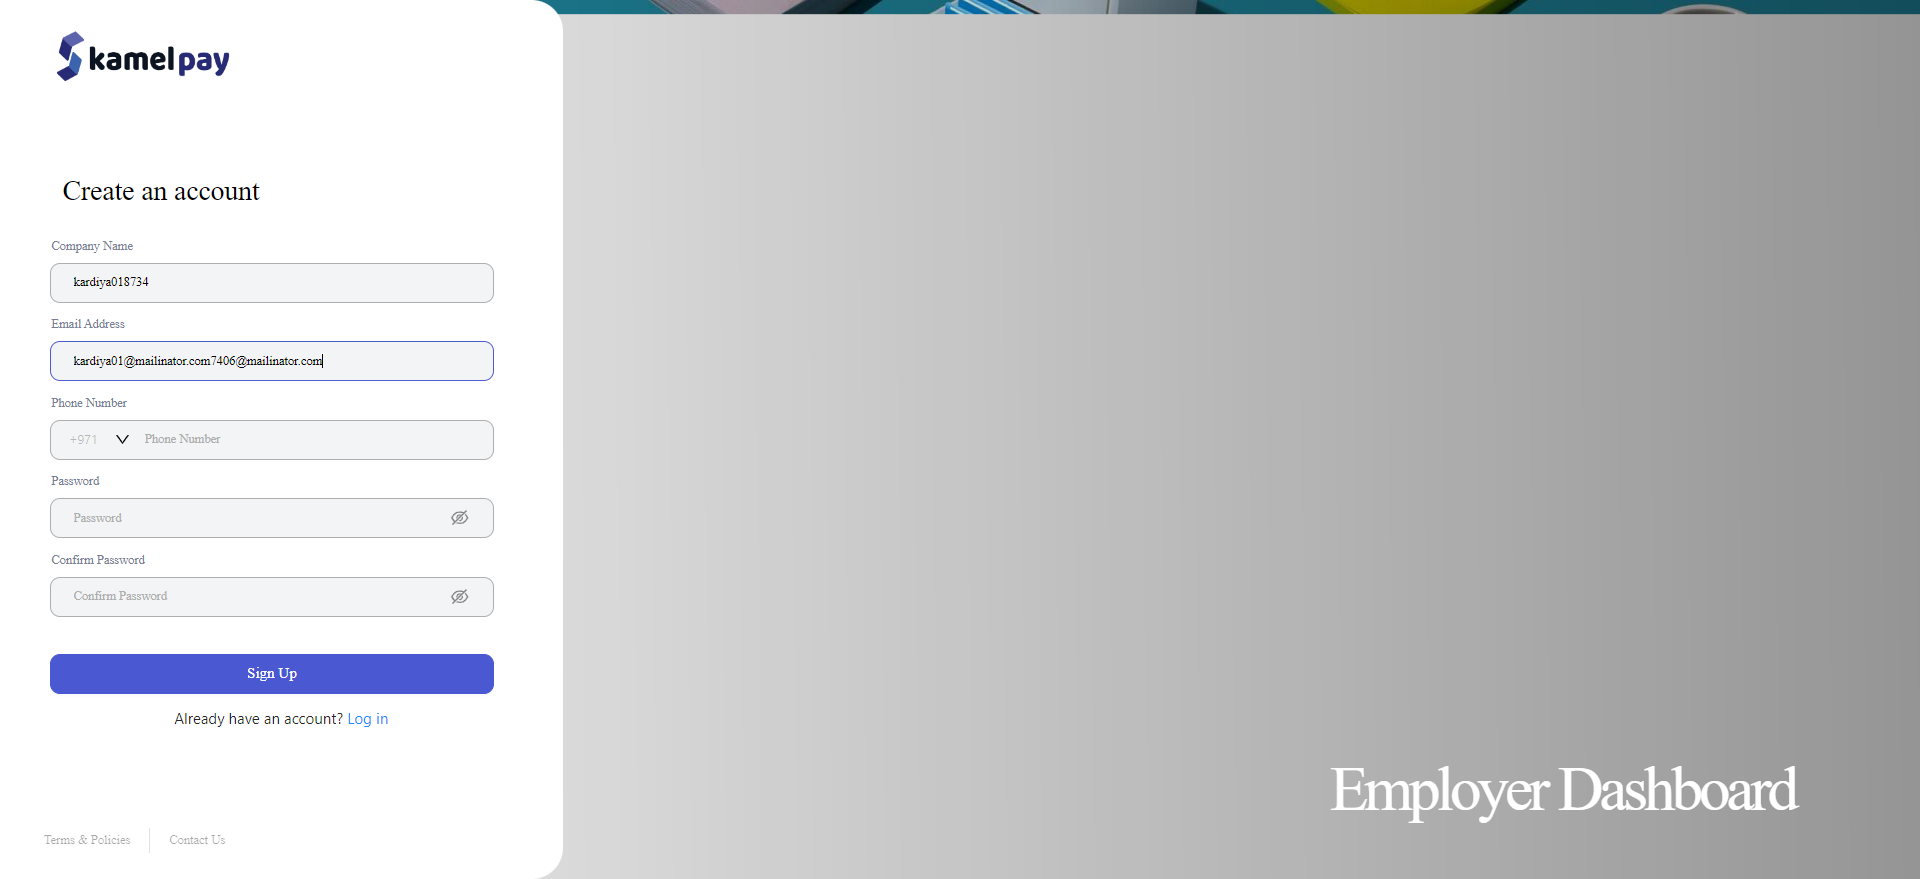 kamelpay
Create an account
Company Name
kardiya018734
Email Address
kardiya01@mailinator.com7406@mailinator.com
Phone Number
+971 Phone Number
Password
Password
Confirm Password
Confirm Password
Sign Up
Already have an account? Log in
Employer Dashboard
Terms & Policies
Contact Us